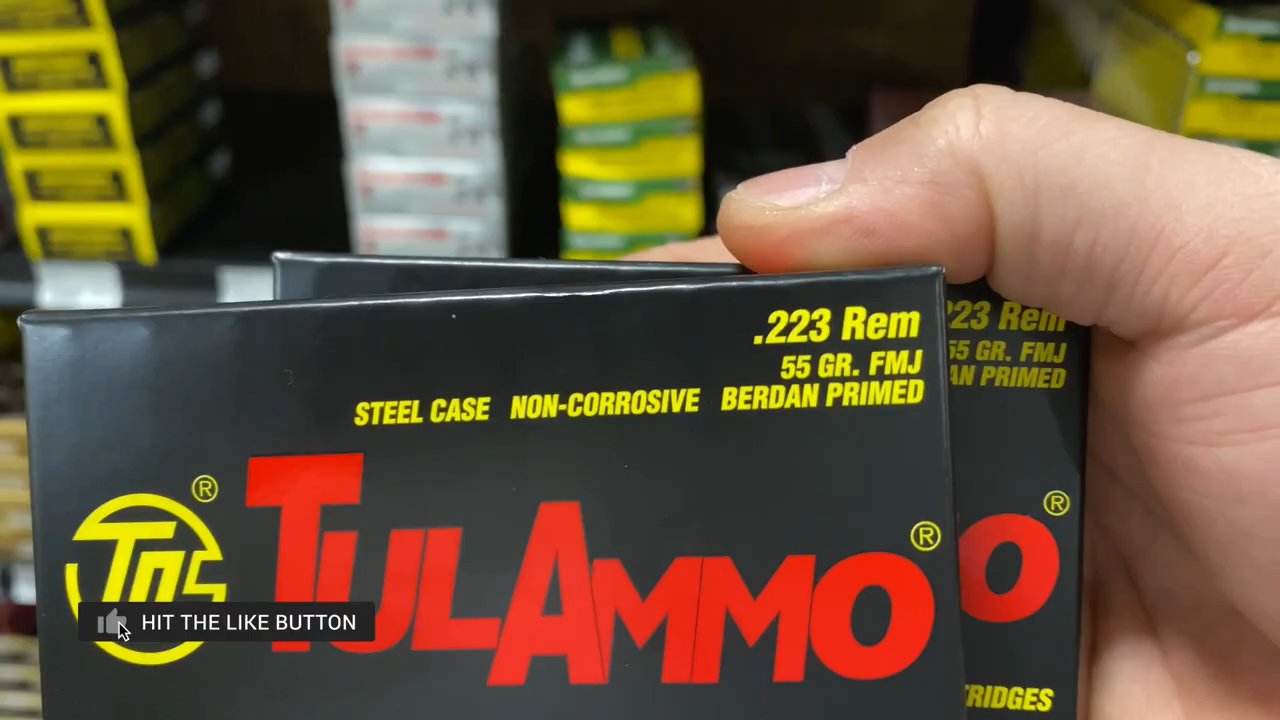 .223 Rem
55 GR. FMJ
STEEL CASE NON-CORROSIVE BERDAN PRIMED
®
TULAMMO®
HIT THE LIKE BUTTON
223 Rem
55 GR. FMJ
AN PRIMED
O®
TRIDGES